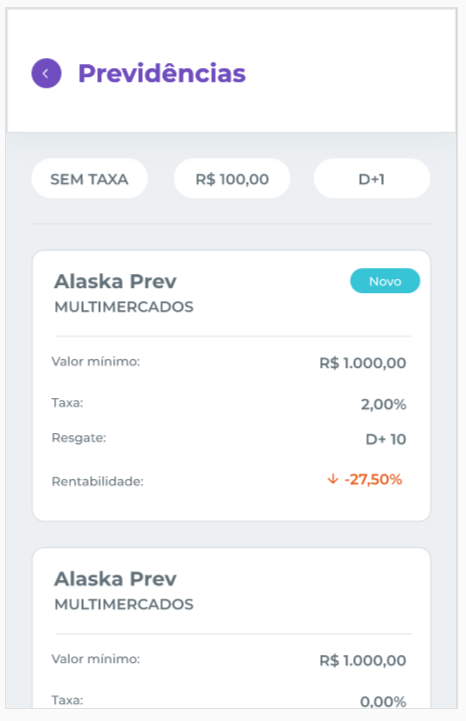 Previdências
SEM TAXA R$ 100,00 D+1
Alaska Prev Novo
MULTIMERCADOS
Valor mínimo: R$ 1.000,00
Taxa: 2,00%
Resgate: D+ 10
Rentabilidade: ↓ -27,50%
Alaska Prev
MULTIMERCADOS
Valor mínimo: R$ 1.000,00
Taxa: 0,00%